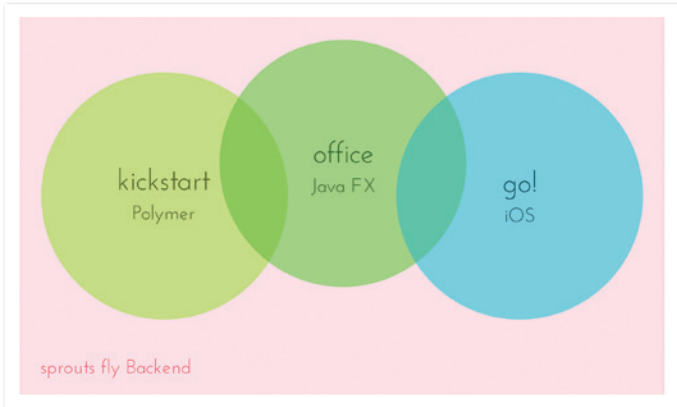 kickstart
Polymer
office
Java FX
go!
iOS
sprouts fly Backend